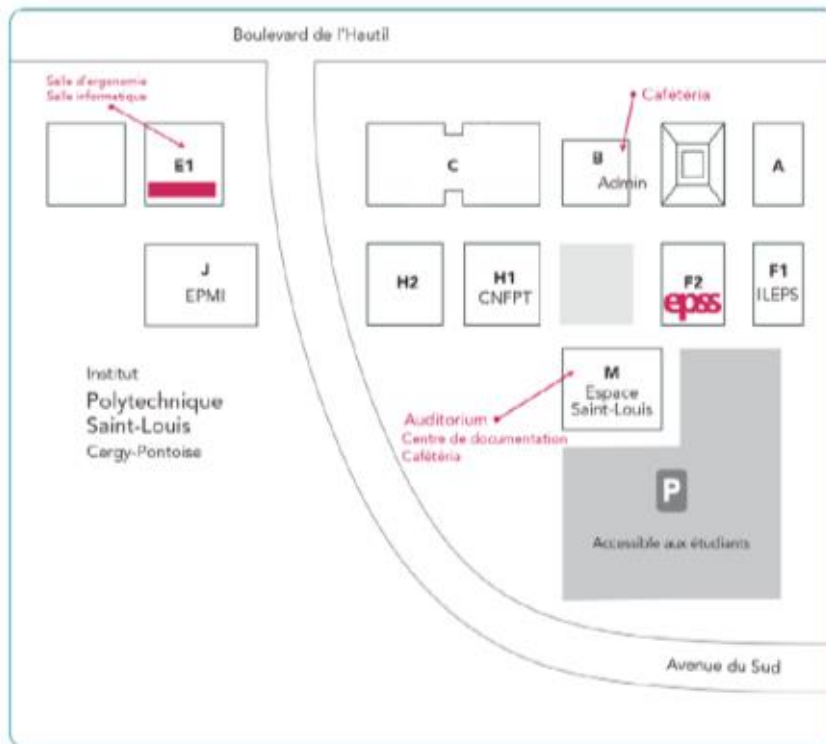 Boulevard de l'Hautil
Salle d'ergonomie
Salle informatique
Cafétéria
E1
C
B
Admin
A
J
EPMI
H2
H1
CNFPT
F2
epss
F1
ILEPS
Institut
Polytechnique
Saint-Louis
Cergy-Pontoise
M
Espace
Saint-Louis
Auditorium
Centre de documentation
Cafétéria
P
Accessible aux étudiants
Avenue du Sud